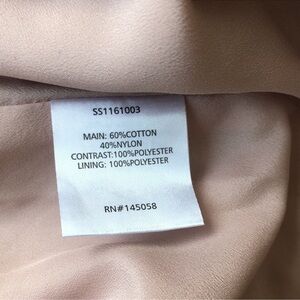 SS1161003
MAIN: 60%COTTON
40%NYLON
CONTRAST:100%POLYESTER
LINING: 100%POLYESTER
RN#145058